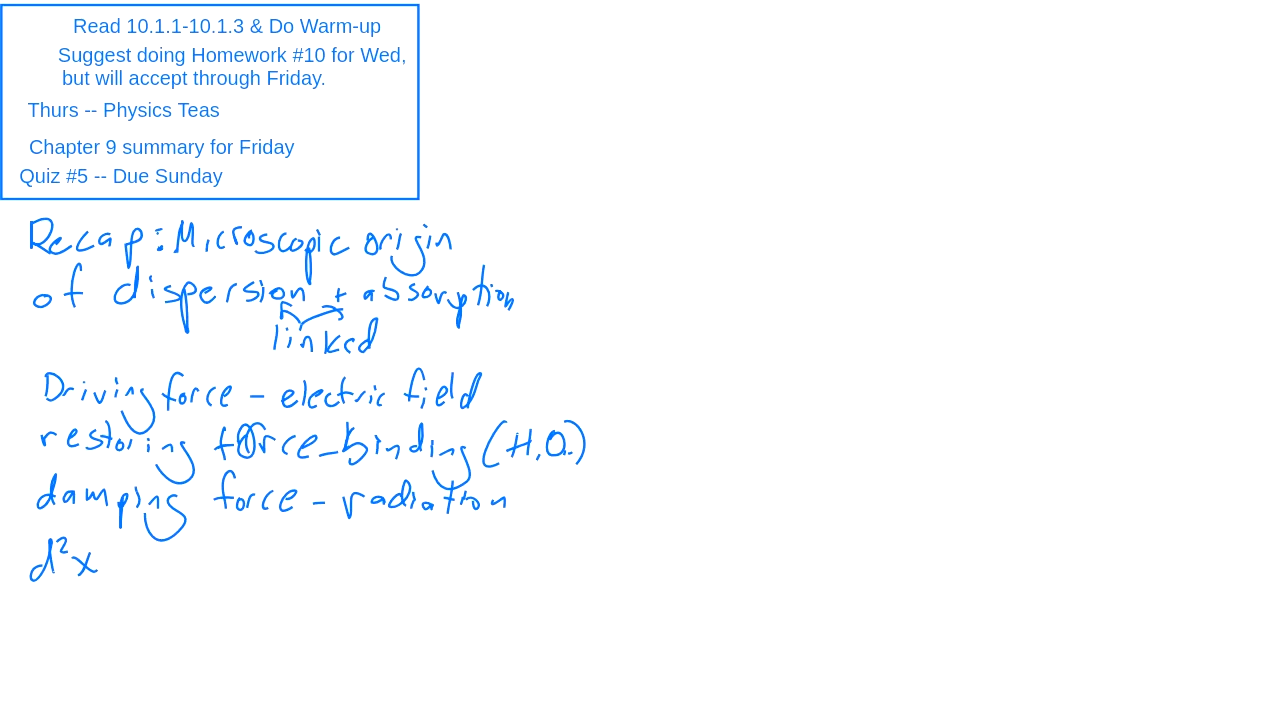 Read 10.1.1-10.1.3 & Do Warm-up
Suggest doing Homework #10 for Wed,
but will accept through Friday.
Thurs -- Physics Teas
Chapter 9 summary for Friday
Quiz #5 -- Due Sunday
Recap: Microscopic origin
of dispersion + absorption
linked
Driving force - electric field
restoring force - binding (H.O.)
damping force - radiation
d²x